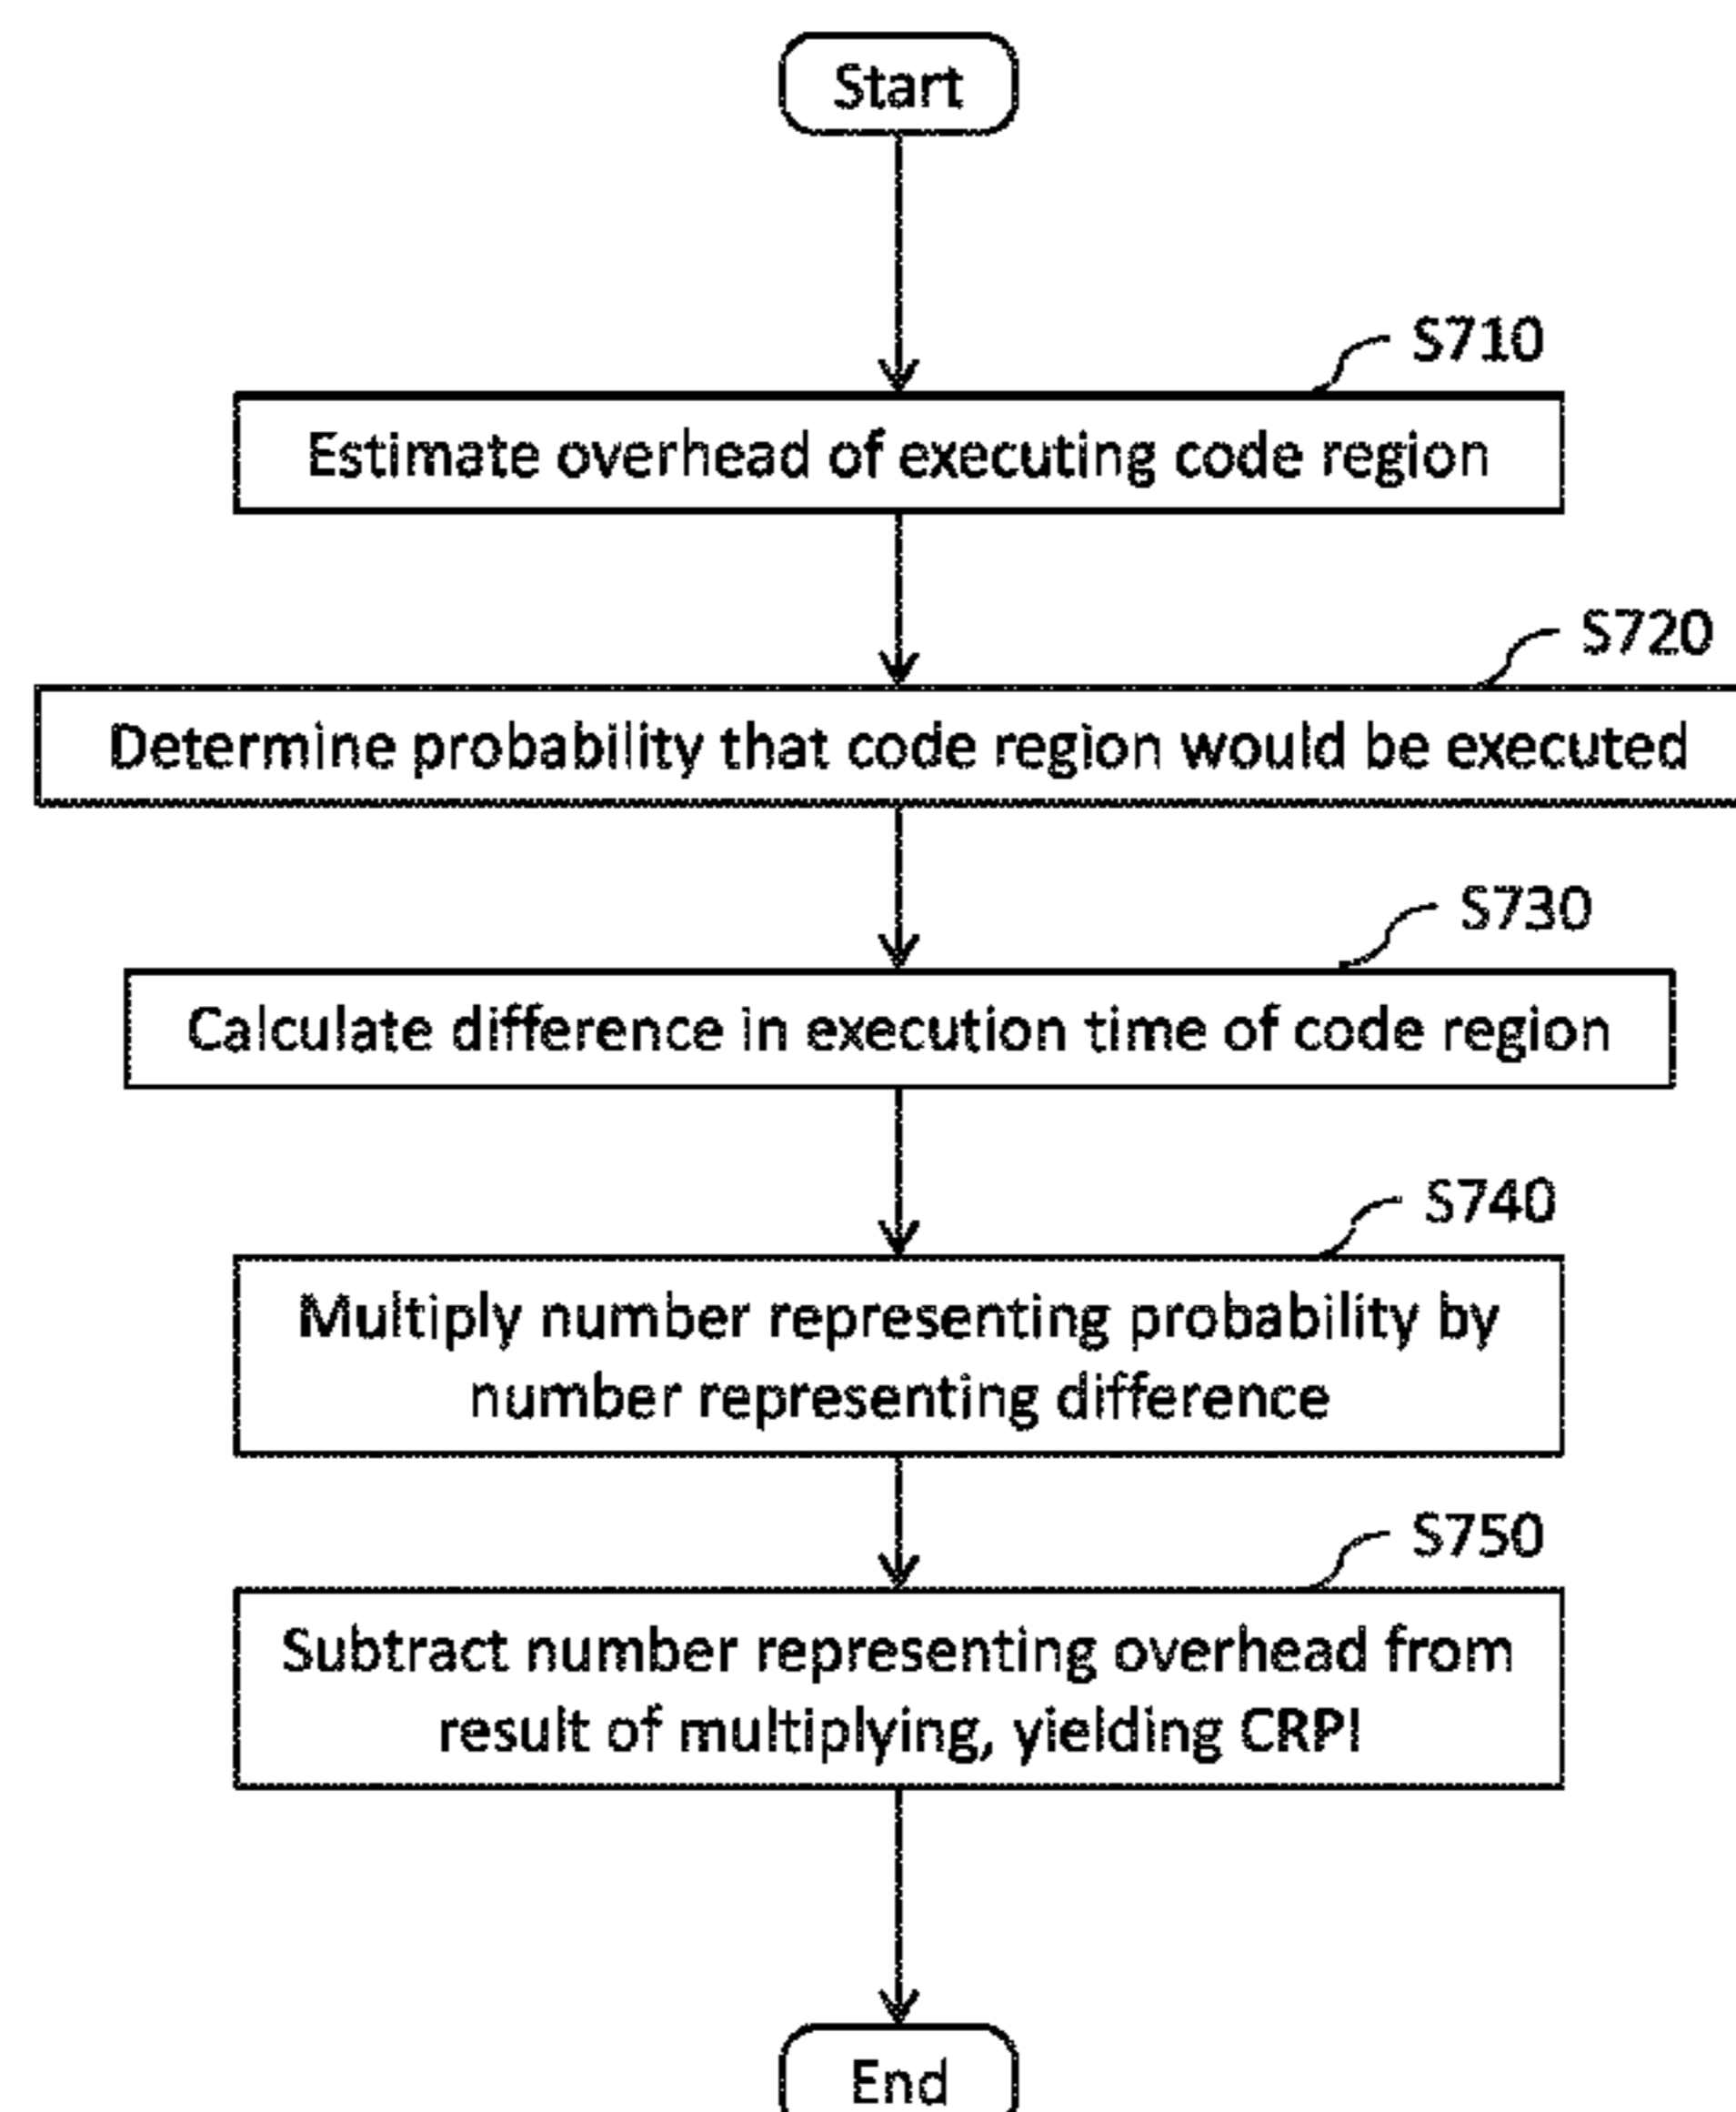 Start
S710
Estimate overhead of executing code region
S720
Determine probability that code region would be executed
S730
Calculate difference in execution time of code region
S740
Multiply number representing probability by
number representing difference
S750
Subtract number representing overhead from
result of multiplying, yielding CRPI
End